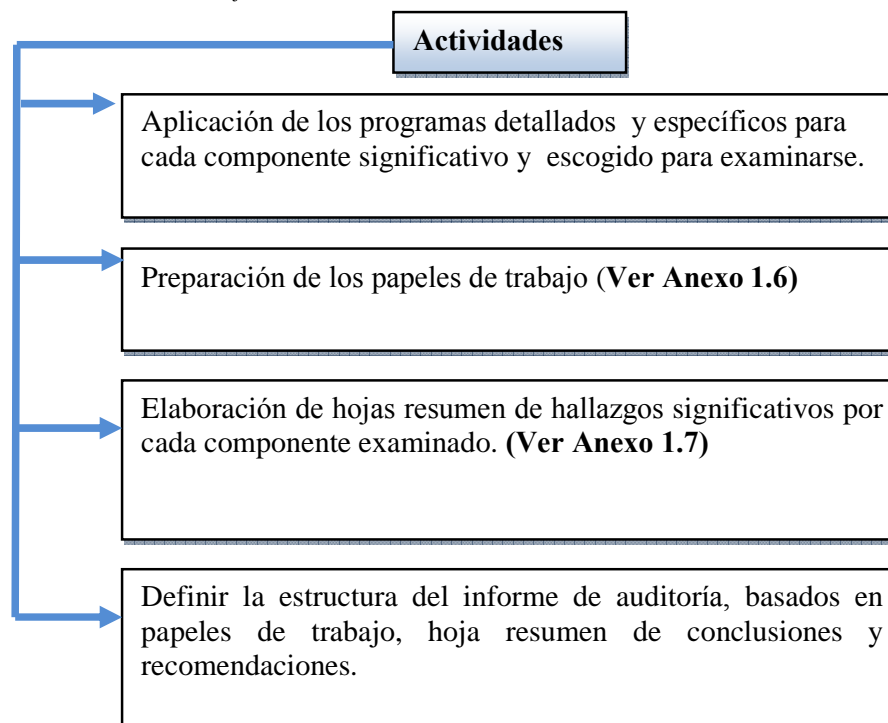 Actividades
Aplicación de los programas detallados y específicos para
cada componente significativo y escogido para examinarse.
Preparación de los papeles de trabajo (Ver Anexo 1.6)
Elaboración de hojas resumen de hallazgos significativos por
cada componente examinado. (Ver Anexo 1.7)
Definir la estructura del informe de auditoría, basados en
papeles de trabajo, hoja resumen de conclusiones y
recomendaciones.